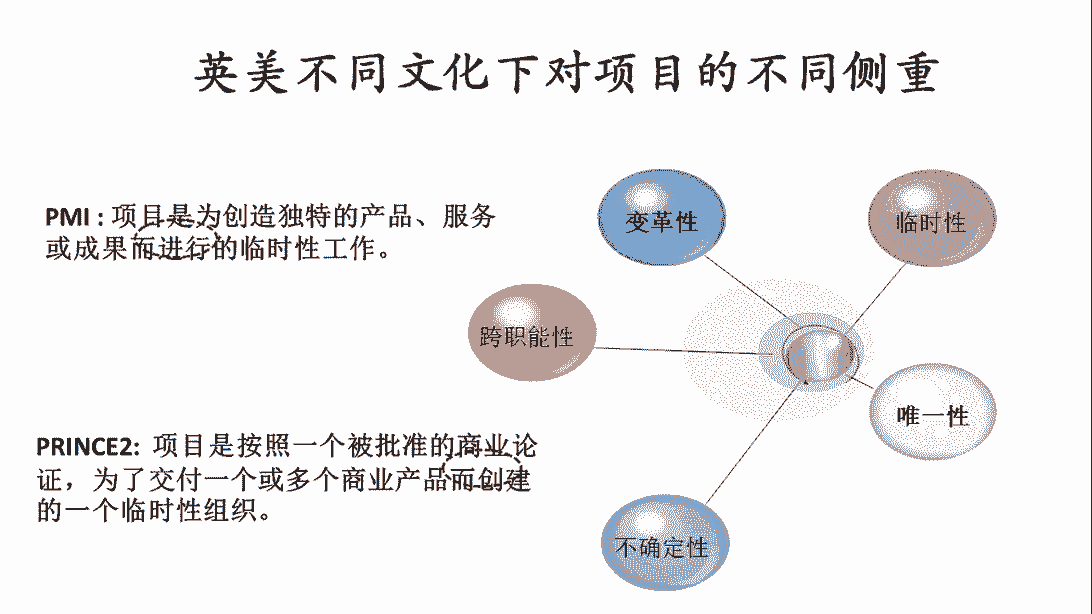 英美不同文化下对项目的不同侧重
PMI : 项目是为创造独特的产品、服务
或成果而进行的临时性工作。
变革性
临时性
跨职能性
唯一性
PRINCE2: 项目是按照一个被批准的商业论
证，为了交付一个或多个商业产品而创建
的一个临时性组织。
不确定性